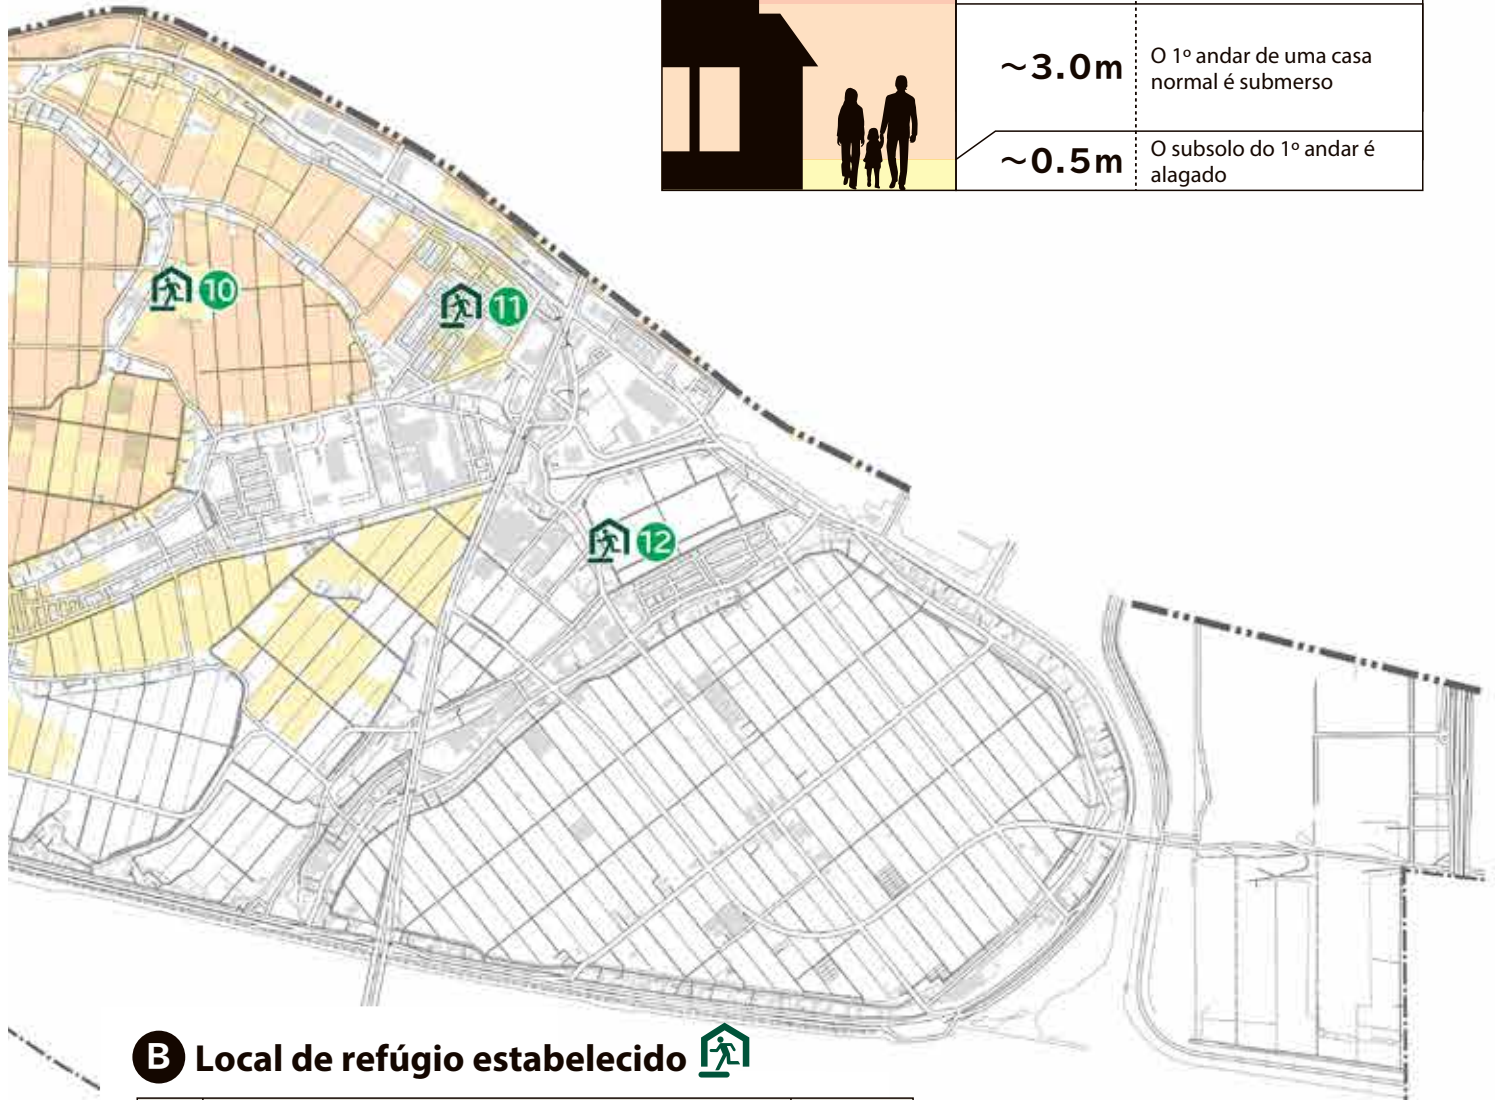 ~3.0m
O 1º andar de uma casa
normal é submerso
~0.5m
O subsolo do 1º andar é
alagado
10
11
12
B Local de refúgio estabelecido